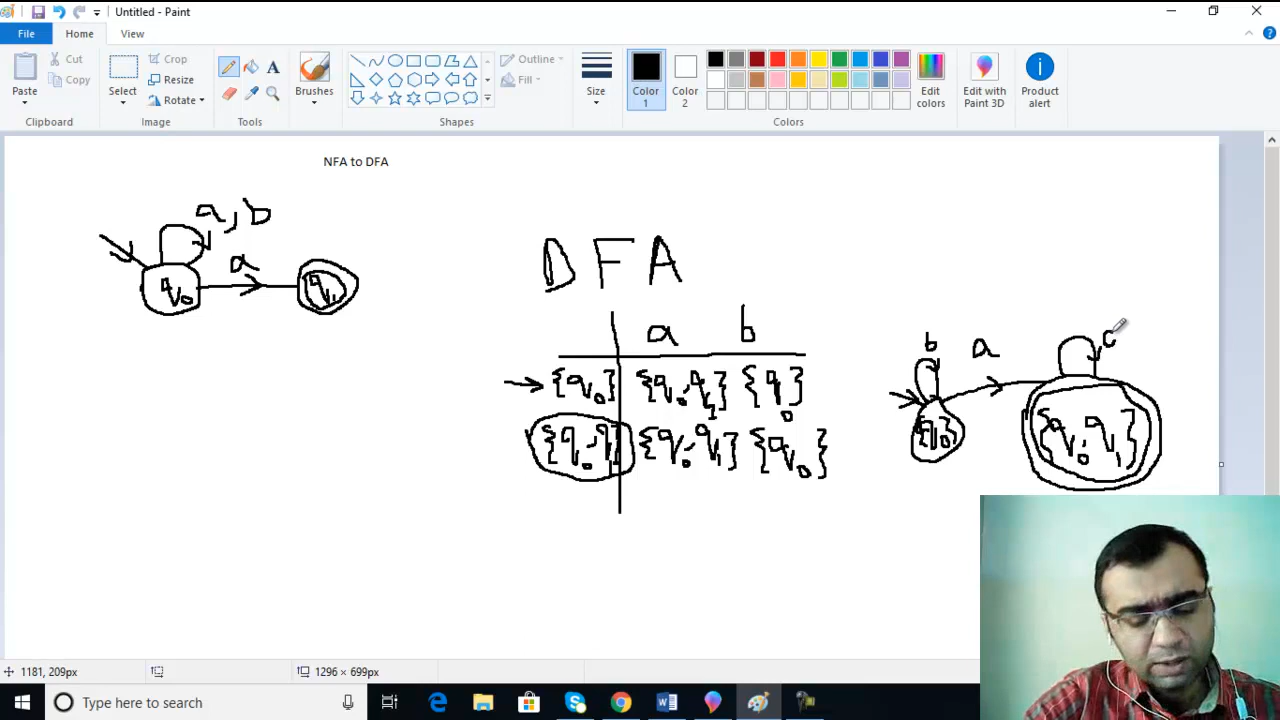 Untitled - Paint
File
Home
View
Paste
Cut
Copy
Clipboard
Select
Crop
Resize
Rotate
Image
A
Tools
Brushes
Outline
Fill
Shapes
Size
Color 1
Color 2
Edit colors
Colors
Edit with Paint 3D
Product alert
NFA to DFA
a, b
a
q0
q1
DFA
a b
{q0} {q0, q1} {q0}
{q0, q1} {q0, q1} {q0}
b
a
{q0}
{q0, q1}
1181, 209px
1296 × 699px
Type here to search